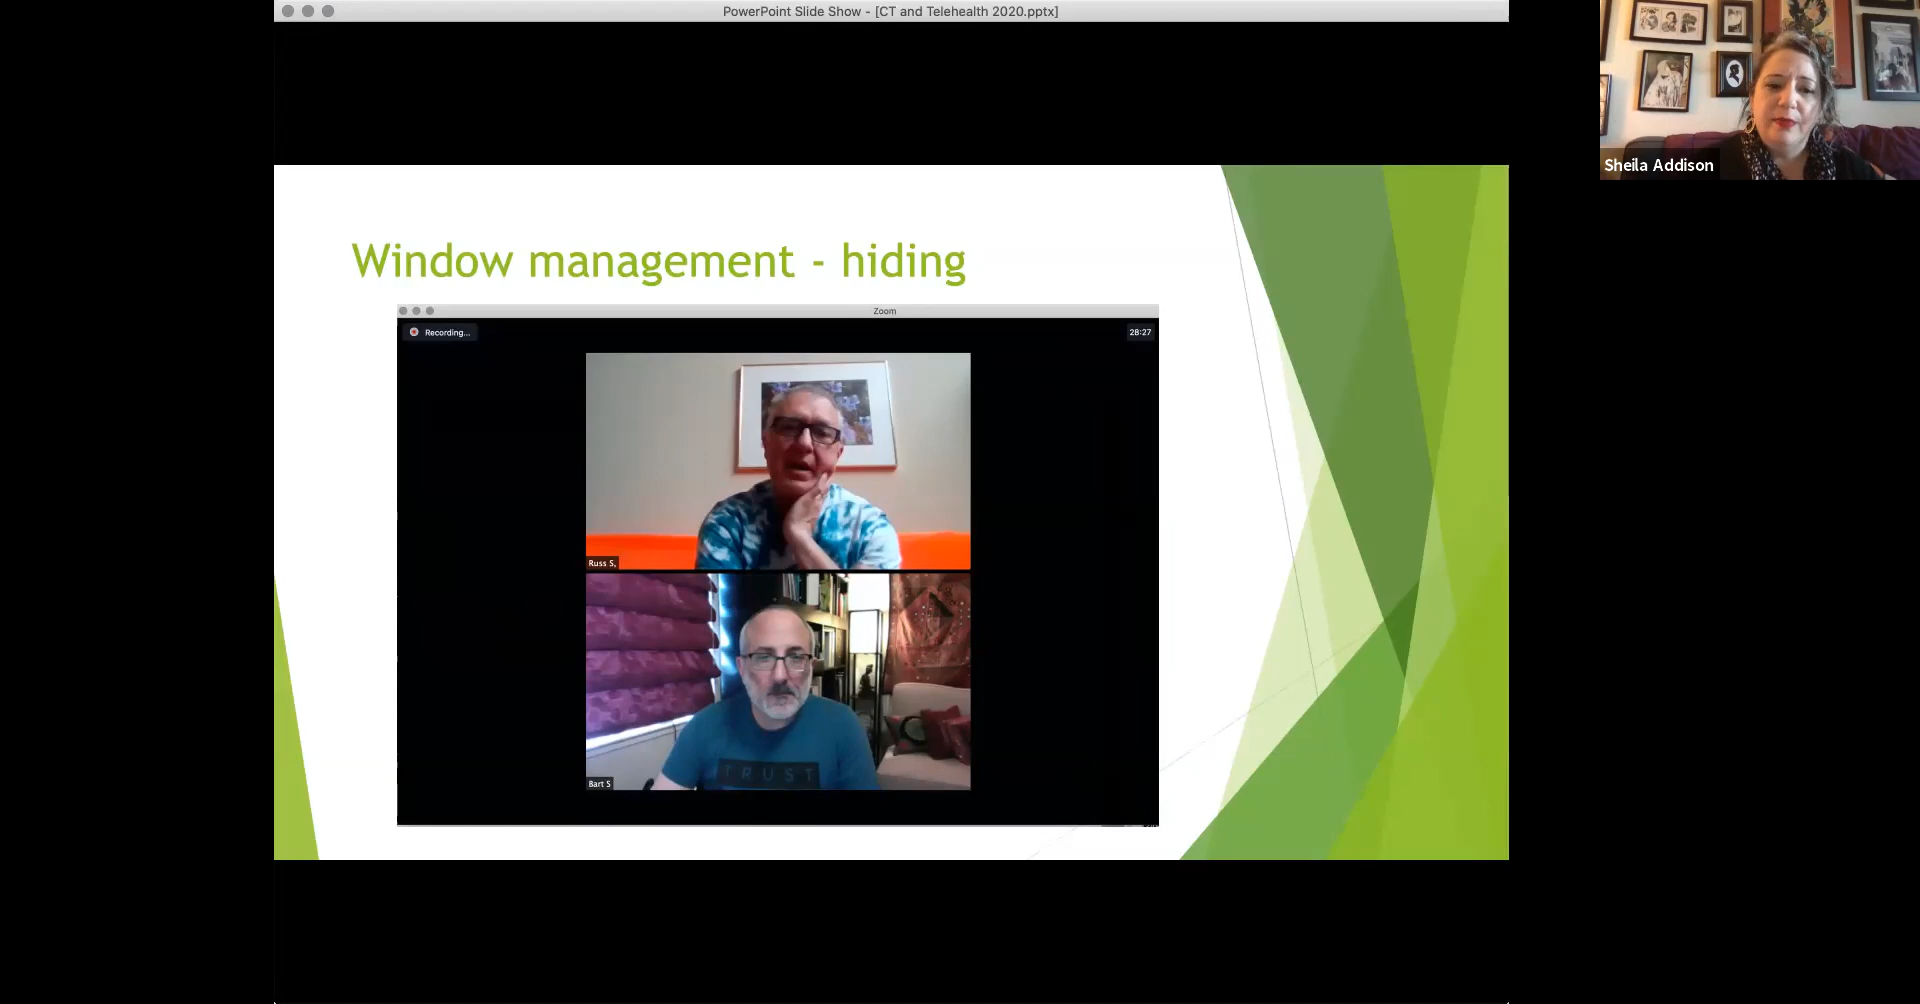 PowerPoint Slide Show - [CT and Telehealth 2020.pptx]
Sheila Addison
Window management - hiding
Zoom
Recording...
28:27
Russ S,
TRUST
Bart S